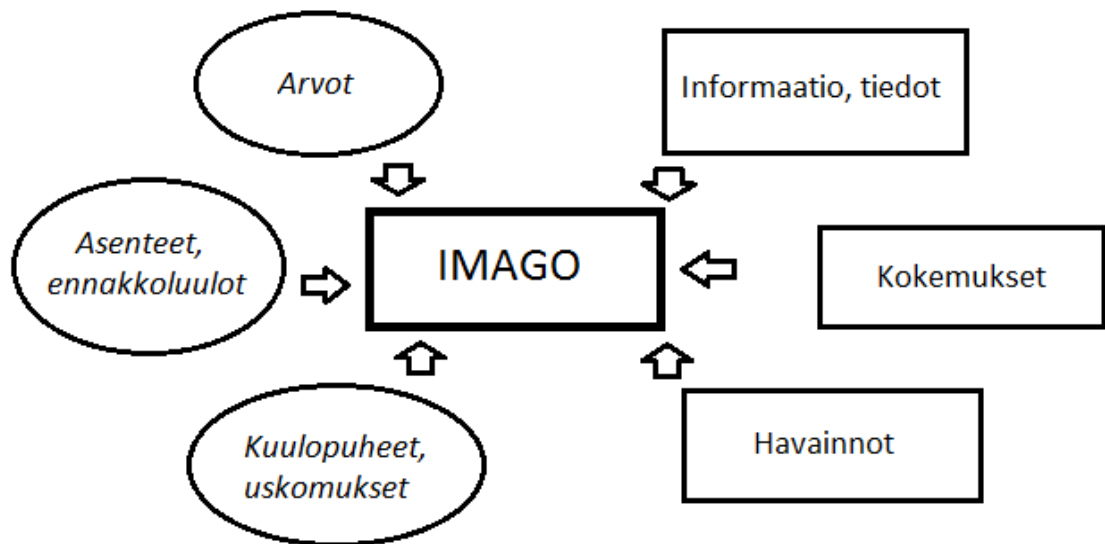 Arvot
Informaatio, tiedot
Asenteet,
ennakkoluulot
IMAGO
Kokemukset
Kuulopuheet,
uskomukset
Havainnot